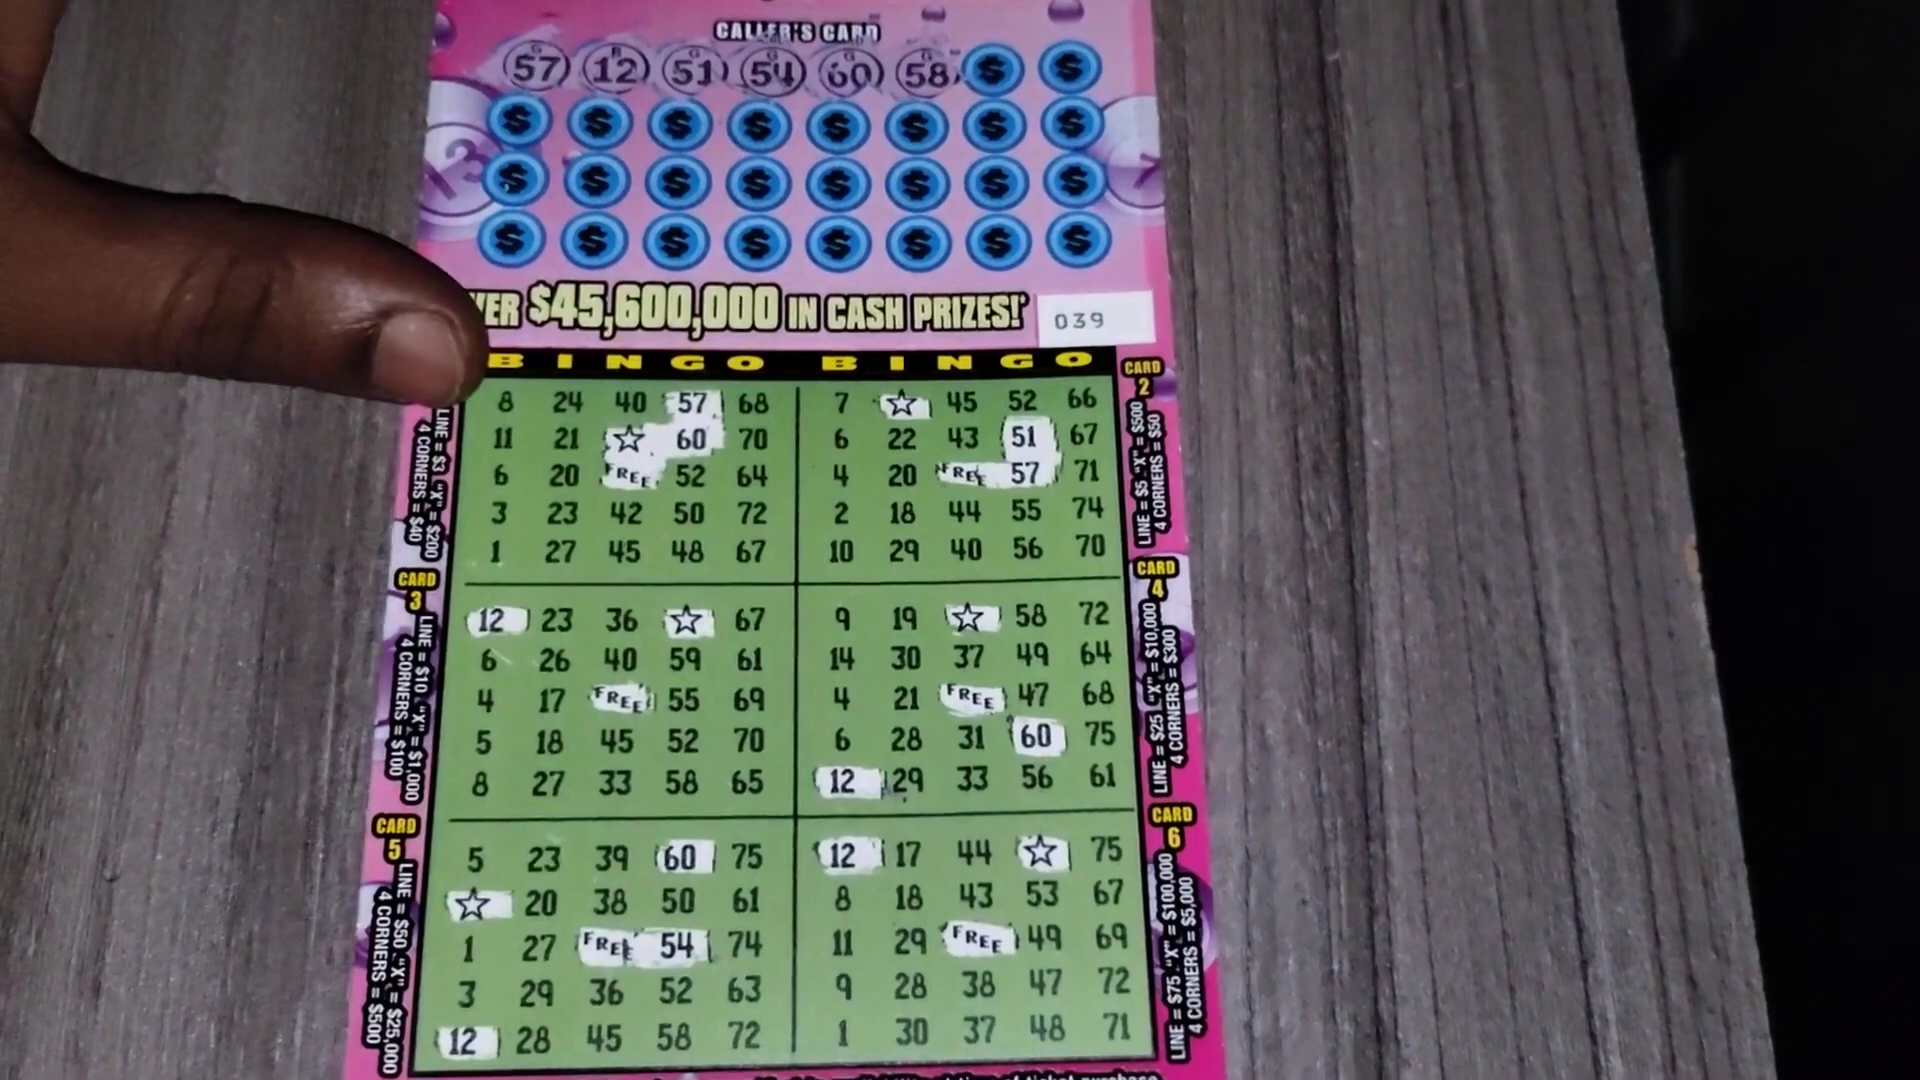 CALLER'S CARD
G B G G G G
57 12 51 54 60 58 $ $
$ $ $ $ $ $ $ $
$ $ $ $ $ $ $ $
$ $ $ $ $ $ $ $
$45,600,000 IN CASH PRIZES!*
039
B I N G O B I N G O
8 24 40 57 68
11 21 ☆ 60 70
6 20 FREE 52 64
3 23 42 50 72
1 27 45 48 67
LINE = $3 "X" = $200
4 CORNERS = $40
7 ☆ 45 52 66
6 22 43 51 67
4 20 FREE 57 71
2 18 44 55 74
10 29 40 56 70
CARD
2
LINE = $5 "X" = $500
4 CORNERS = $50
CARD
3
LINE = $10 "X" = $1,000
4 CORNERS = $100
12 23 36 ☆ 67
6 26 40 59 61
4 17 FREE 55 69
5 18 45 52 70
8 27 33 58 65
9 19 ☆ 58 72
14 30 37 49 64
4 21 FREE 47 68
6 28 31 60 75
12 29 33 56 61
CARD
4
LINE = $25 "X" = $10,000
4 CORNERS = $300
CARD
5
LINE = $50 "X" = $25,000
4 CORNERS = $500
5 23 39 60 75
☆ 20 38 50 61
1 27 FREE 54 74
3 29 36 52 63
12 28 45 58 72
12 17 44 ☆ 75
8 18 43 53 67
11 29 FREE 49 69
9 28 38 47 72
1 30 37 48 71
CARD
6
LINE = $75 "X" = $100,000
4 CORNERS = $5,000